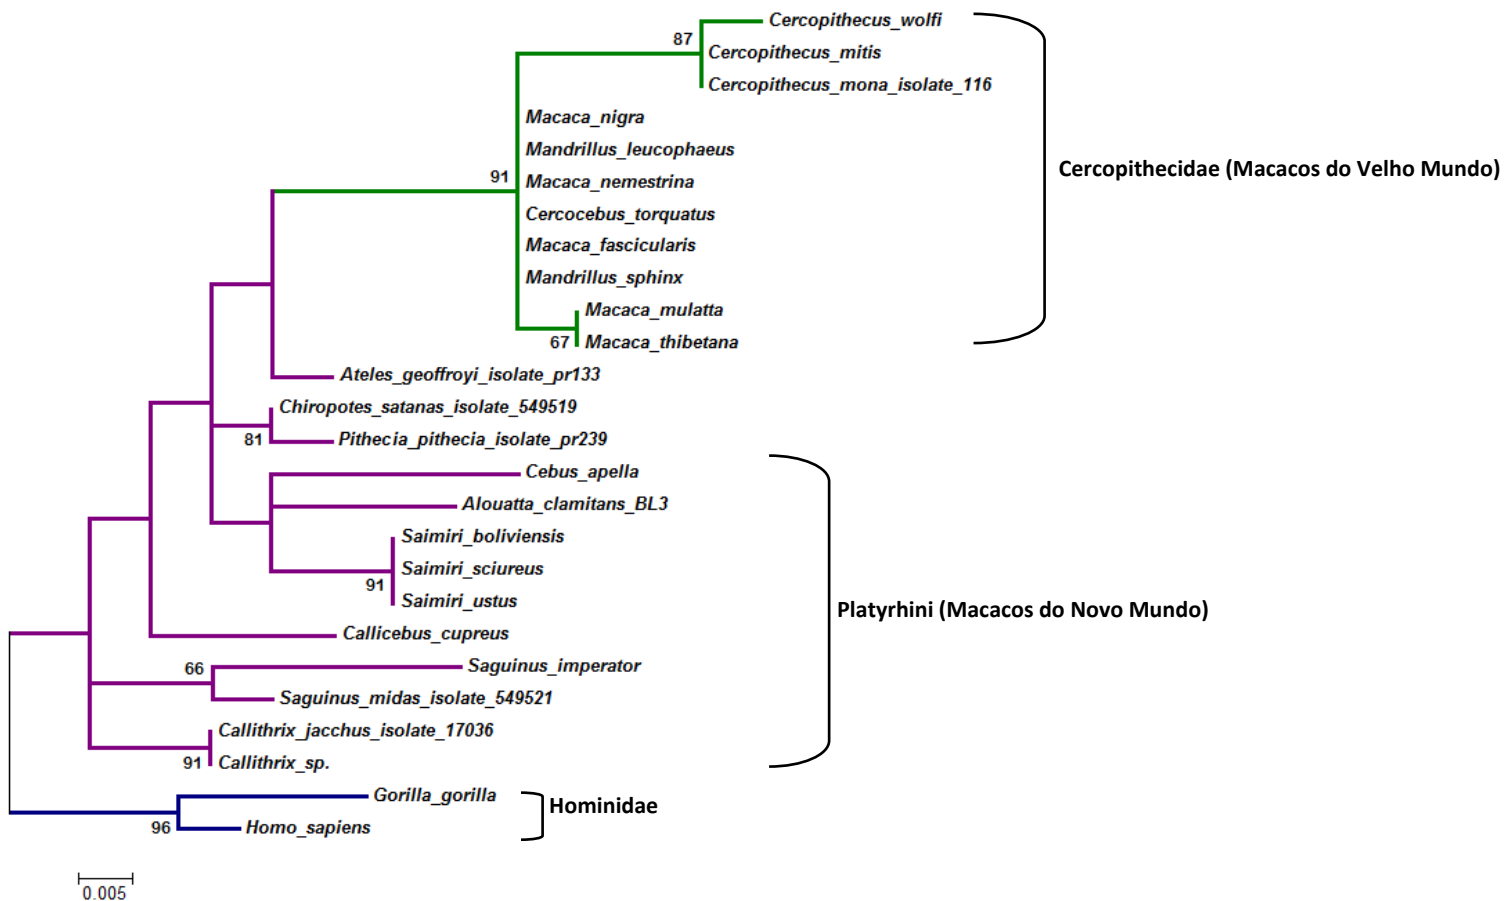 Cercopithecus_wolfi
87
Cercopithecus_mitis
Cercopithecus_mona_isolate_116
Macaca_nigra
Mandrillus_leucophaeus
Cercopithecidae (Macacos do Velho Mundo)
91
Macaca_nemestrina
Cercocebus_torquatus
Macaca_fascicularis
Mandrillus_sphinx
Macaca_mulatta
67
Macaca_thibetana
Ateles_geoffroyi_isolate_pr133
Chiropotes_satanas_isolate_549519
81
Pithecia_pithecia_isolate_pr239
Cebus_apella
Alouatta_clamitans_BL3
Saimiri_boliviensis
Saimiri_sciureus
91
Saimiri_ustus
Platyrhini (Macacos do Novo Mundo)
Callicebus_cupreus
66
Saguinus_imperator
Saguinus_midas_isolate_549521
Callithrix_jacchus_isolate_17036
91
Callithrix_sp.
Gorilla_gorilla
Hominidae
96
Homo_sapiens
0.005